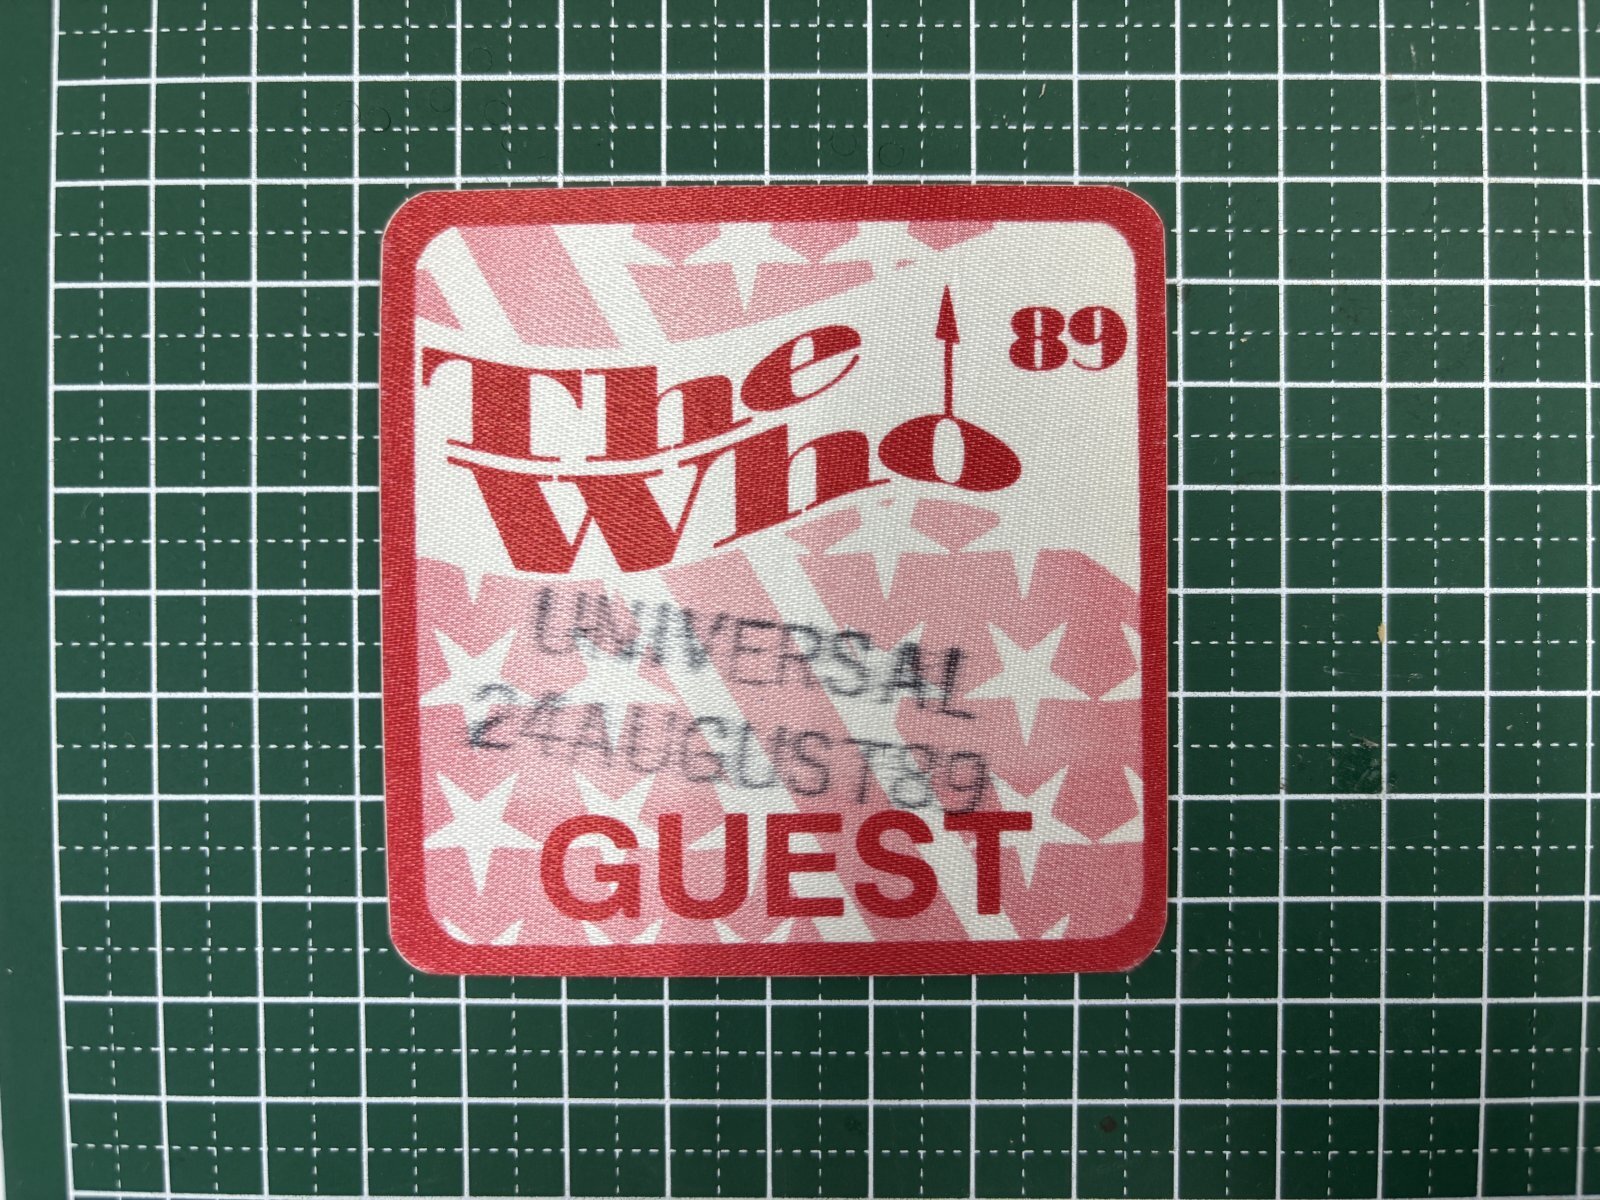 The 89
Who
UNIVERSAL
24AUGUST89
GUEST